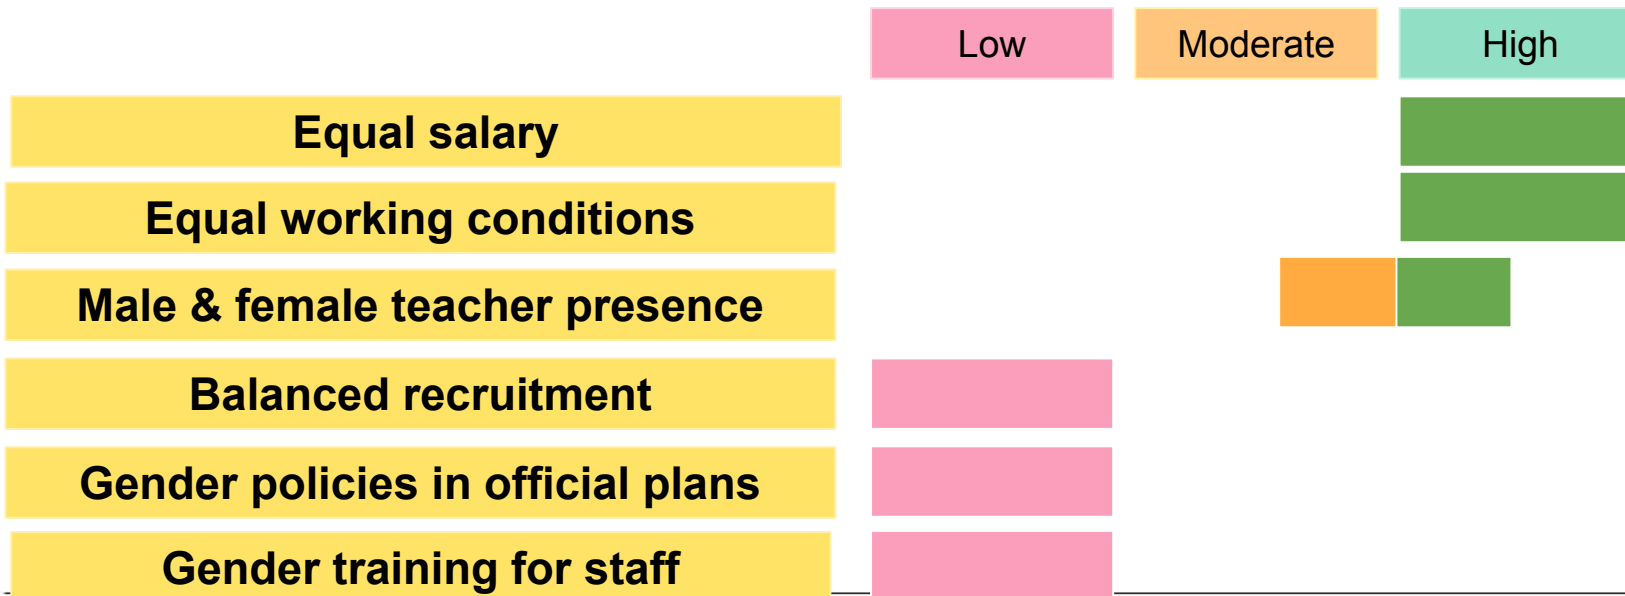 Low Moderate High
Equal salary
Equal working conditions
Male & female teacher presence
Balanced recruitment
Gender policies in official plans
Gender training for staff